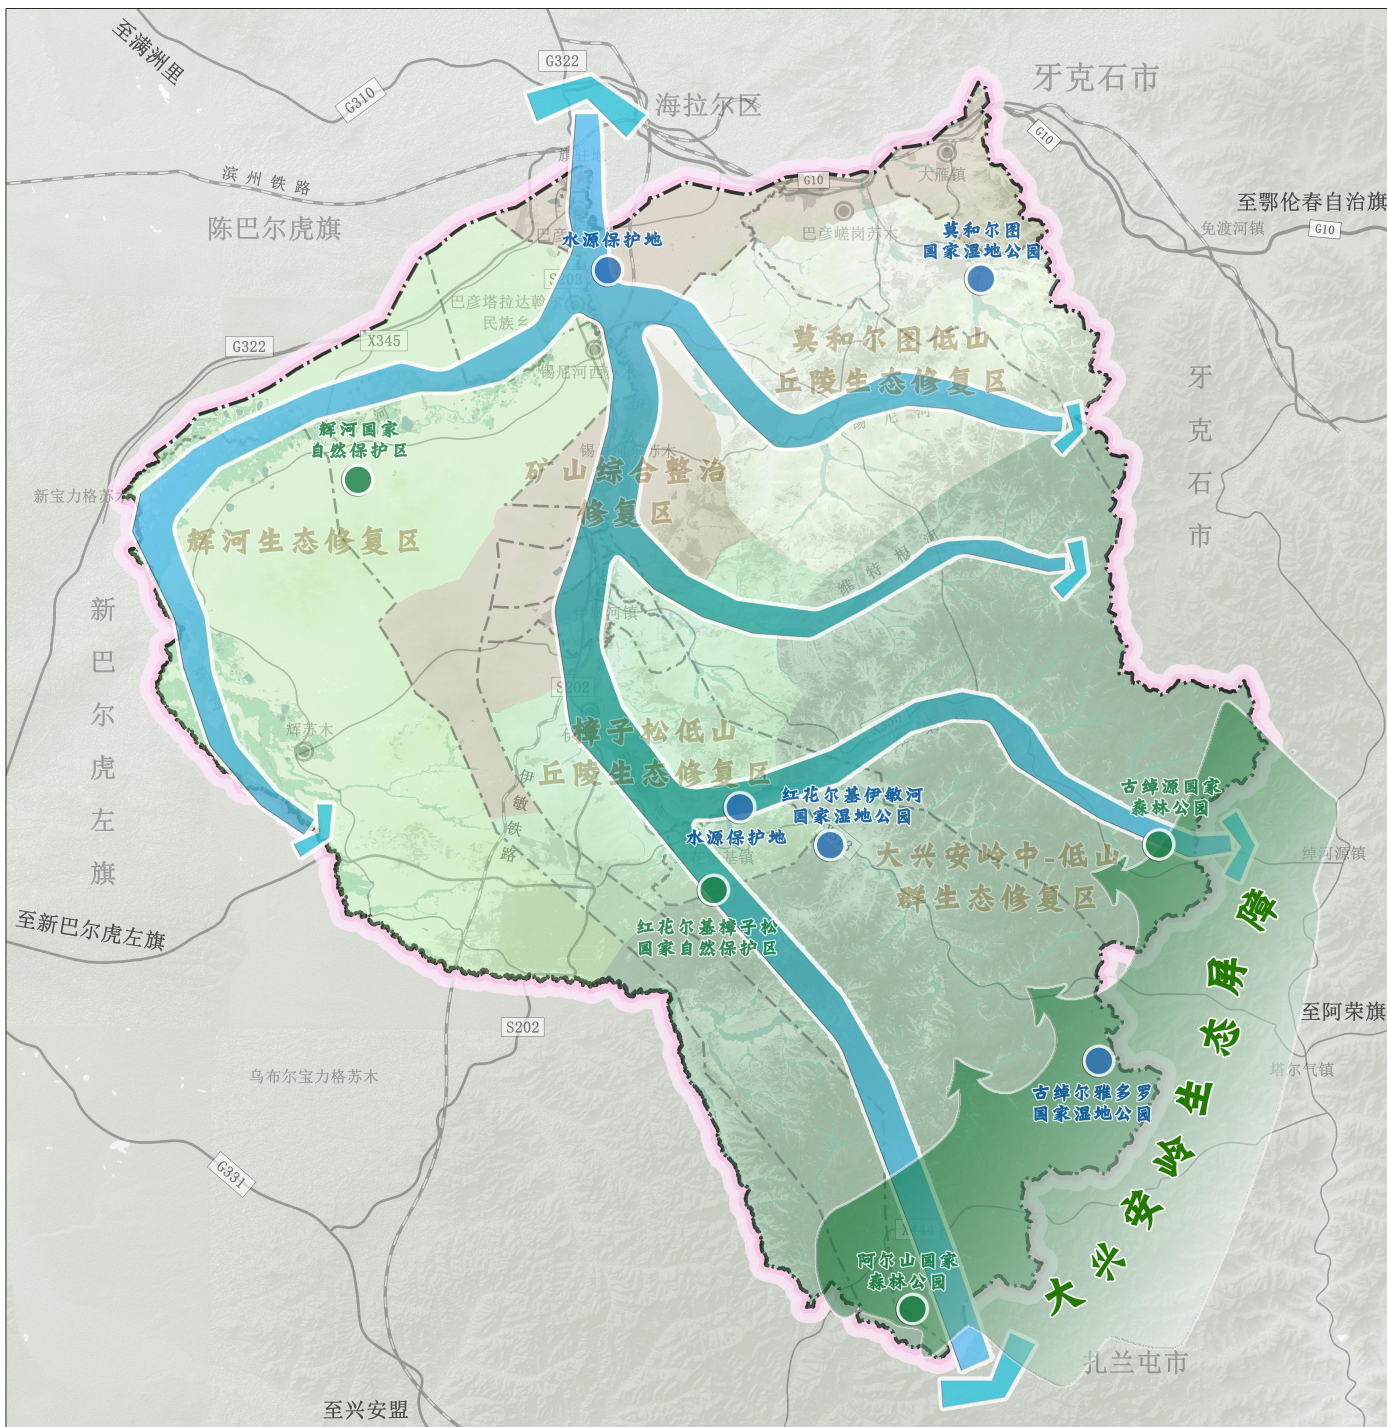 至满洲里
G322
G310
海拉尔区
牙克石市
G10
滨州铁路
G10
大雁镇
至鄂伦春自治旗
陈巴尔虎旗
免渡河镇
G10
巴彦嵯岗苏木
水源保护地
莫和尔图
国家湿地公园
S202
巴彦塔拉达斡
民族乡
X345
G322
莫和尔图低山
丘陵生态修复区
锡尼河西
牙克石市
辉河国家
自然保护区
矿山综合整治
修复区
新宝力格苏木
辉河生态修复区
维特根河
新巴尔虎左旗
S202
辉苏木
樟子松低山
丘陵生态修复区
伊敏铁路
红花尔基伊敏河
国家湿地公园
水源保护地
古绰源国家
森林公园
绰河源镇
大兴安岭中-低山
群生态修复区
红花尔基樟子松
国家自然保护区
至新巴尔虎左旗
大兴安岭生态屏障
至阿荣旗
S202
乌布尔宝力格苏木
塔尔气镇
古绰尔雅多罗
国家湿地公园
G331
X144
阿尔山国家
森林公园
扎兰屯市
至兴安盟